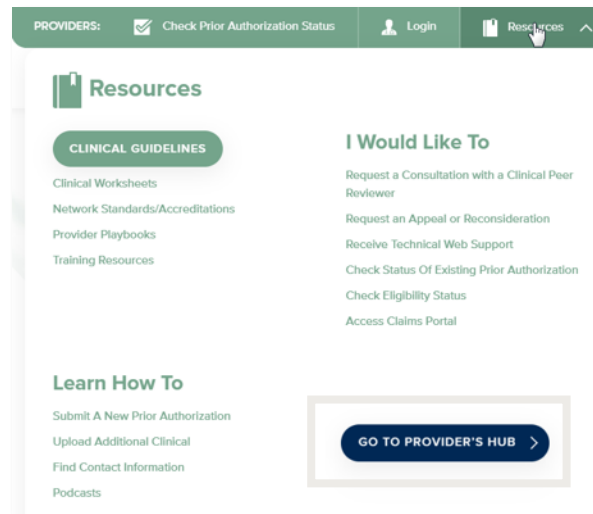 PROVIDERS: Check Prior Authorization Status Login Resources
Resources
CLINICAL GUIDELINES
Clinical Worksheets
Network Standards/Accreditations
Provider Playbooks
Training Resources
I Would Like To
Request a Consultation with a Clinical Peer
Reviewer
Request an Appeal or Reconsideration
Receive Technical Web Support
Check Status Of Existing Prior Authorization
Check Eligibility Status
Access Claims Portal
Learn How To
Submit A New Prior Authorization
Upload Additional Clinical
Find Contact Information
Podcasts
GO TO PROVIDER'S HUB